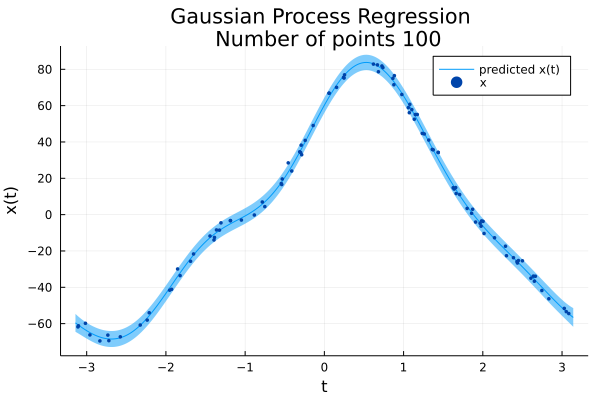 Gaussian Process Regression
Number of points 100
predicted x(t)
x
x(t)
80
60
40
20
0
−20
−40
−60
−3
−2
−1
0
1
2
3
t